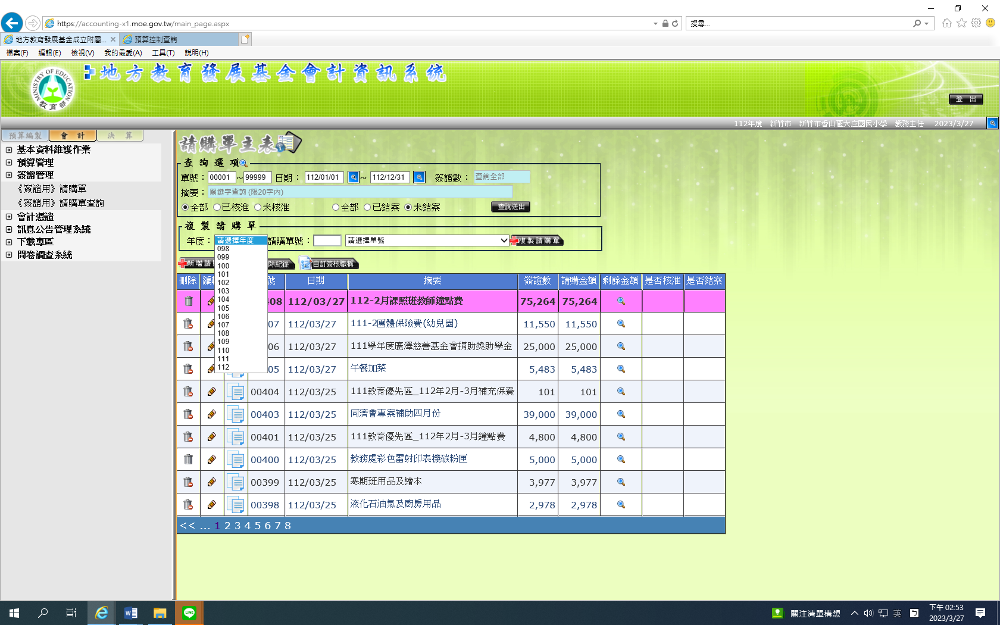 https://accounting-x1.moe.gov.tw/main_page.aspx
搜尋...
地方教育發展基金成立附屬...
預算控制查詢
檔案(F) 編輯(E) 檢視(V) 我的最愛(A) 工具(T) 說明(H)
MINISTRY OF EDUCATION
教育部
地方教育發展基金會計資訊系統
登 出
112年度 新竹市 新竹市香山區大庄國民小學 教務主任 2023/3/27
預算編製 會 計 決 算
基本資料維護作業
預算管理
簽證管理
《簽證用》請購單
《簽證用》請購單查詢
會計憑證
訊息公告管理系統
下載專區
問卷調查系統
請購單主表
查 詢 選 項
單號：00001~99999 日期：112/01/01 ~ 112/12/31 簽證數：查詢全部
摘要：關鍵字查詢 (限20字內)
全部 已核准 未核准 全部 已結案 未結案 查詢送出
複 製 請 購 單
年度：請選擇年度 請購單號： 請選擇單號 複製請購單
098
099
100
101
102
103
104
105
106
107
108
109
110
111
112
新增請 除紀錄 自訂簽核職稱
刪除 編 號 日期 摘要 簽證數 請購金額 剩餘金額 是否核准 是否結案
408 112/03/27 112-2月課照班教師鐘點費 75,264 75,264
07 112/03/27 111-2團體保險費(幼兒園) 11,550 11,550
06 112/03/27 111學年度廣澤慈善基金會捐助獎助學金 25,000 25,000
05 112/03/27 午餐加菜 5,483 5,483
00404 112/03/25 111教育優先區_112年2月-3月補充保費 101 101
00403 112/03/25 同濟會專案補助四月份 39,000 39,000
00401 112/03/25 111教育優先區_112年2月-3月鐘點費 4,800 4,800
00400 112/03/25 教務處彩色雷射印表機碳粉匣 5,000 5,000
00399 112/03/25 寒期班用品及繪本 3,977 3,977
00398 112/03/25 液化石油氣及廚房用品 2,978 2,978
<< ... 1 2 3 4 5 6 7 8
LINE
關注清單構想
英
下午 02:53
2023/3/27